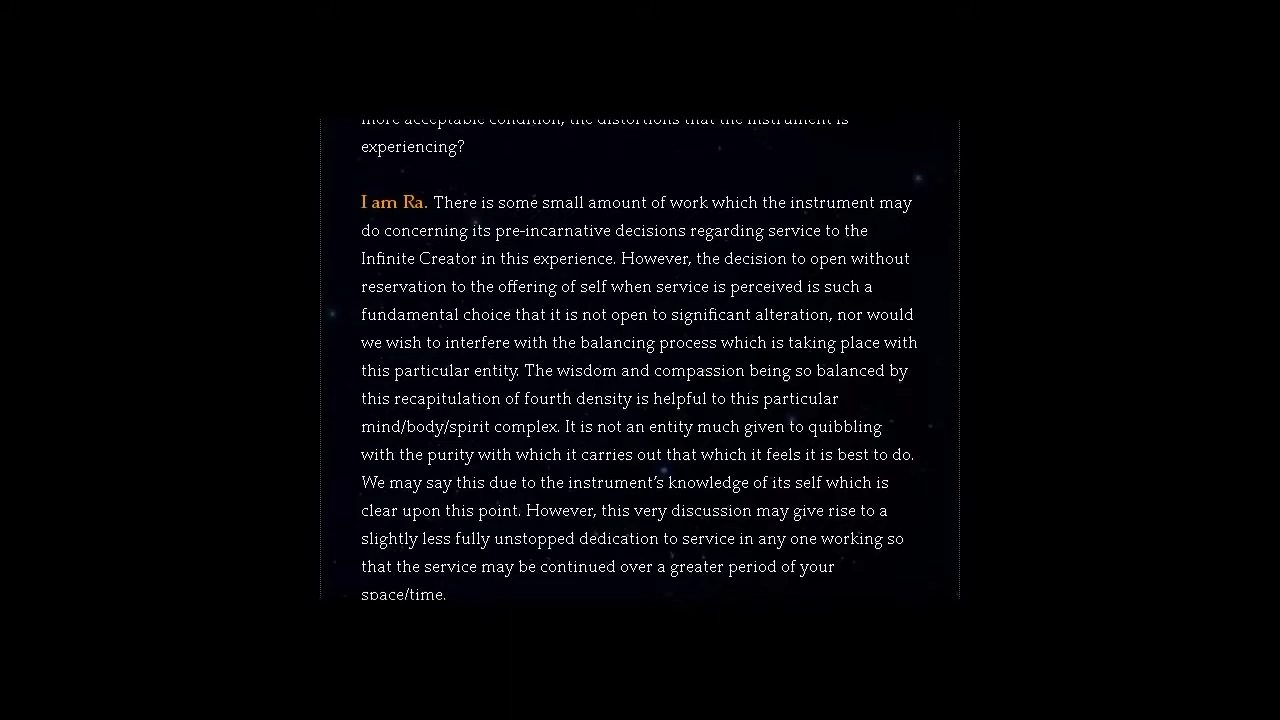 more acceptable condition, the distortions that the instrument is
experiencing?
I am Ra. There is some small amount of work which the instrument may
do concerning its pre-incarnative decisions regarding service to the
Infinite Creator in this experience. However, the decision to open without
reservation to the offering of self when service is perceived is such a
fundamental choice that it is not open to significant alteration, nor would
we wish to interfere with the balancing process which is taking place with
this particular entity. The wisdom and compassion being so balanced by
this recapitulation of fourth density is helpful to this particular
mind/body/spirit complex. It is not an entity much given to quibbling
with the purity with which it carries out that which it feels it is best to do.
We may say this due to the instrument's knowledge of its self which is
clear upon this point. However, this very discussion may give rise to a
slightly less fully unstopped dedication to service in any one working so
that the service may be continued over a greater period of your
space/time.